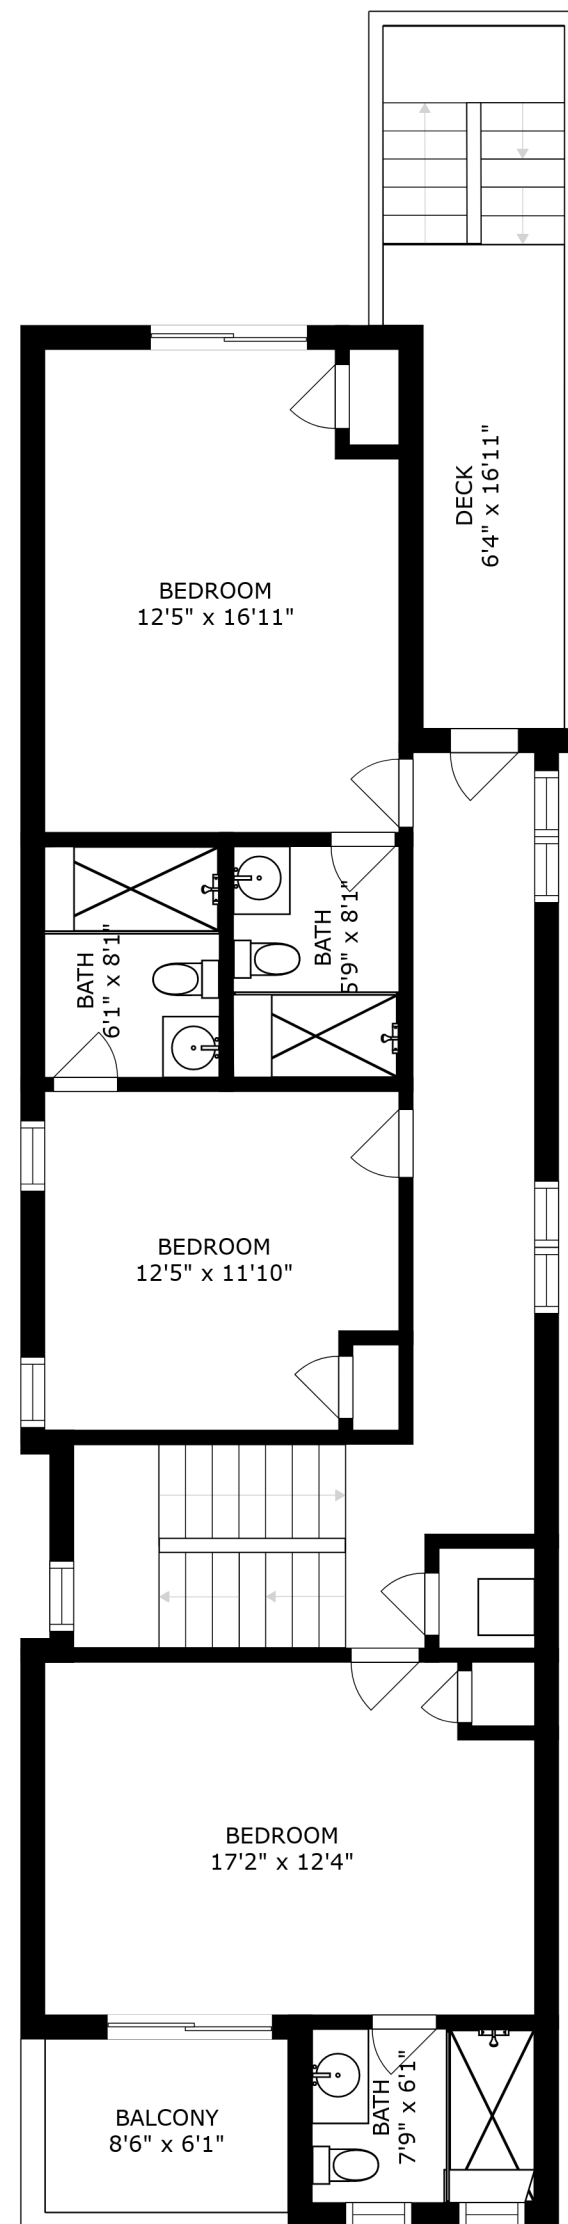 DECK
6'4" x 16'11"
BEDROOM
12'5" x 16'11"
BATH
5'9" x 8'1"
BATH
6'1" x 8'1"
BEDROOM
12'5" x 11'10"
BEDROOM
17'2" x 12'4"
BALCONY
8'6" x 6'1"
BATH
7'9" x 6'1"